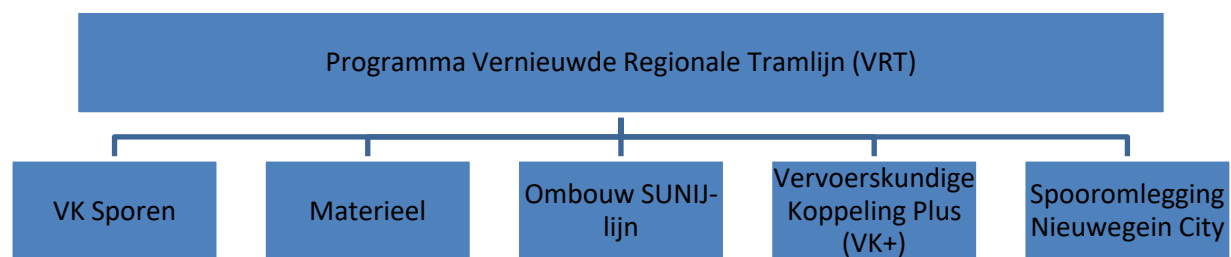 Programma Vernieuwde Regionale Tramlijn (VRT)
VK Sporen
Materieel
Ombouw SUNIJ-
lijn
Vervoerskundige
Koppeling Plus
(VK+)
Spooromlegging
Nieuwegein City